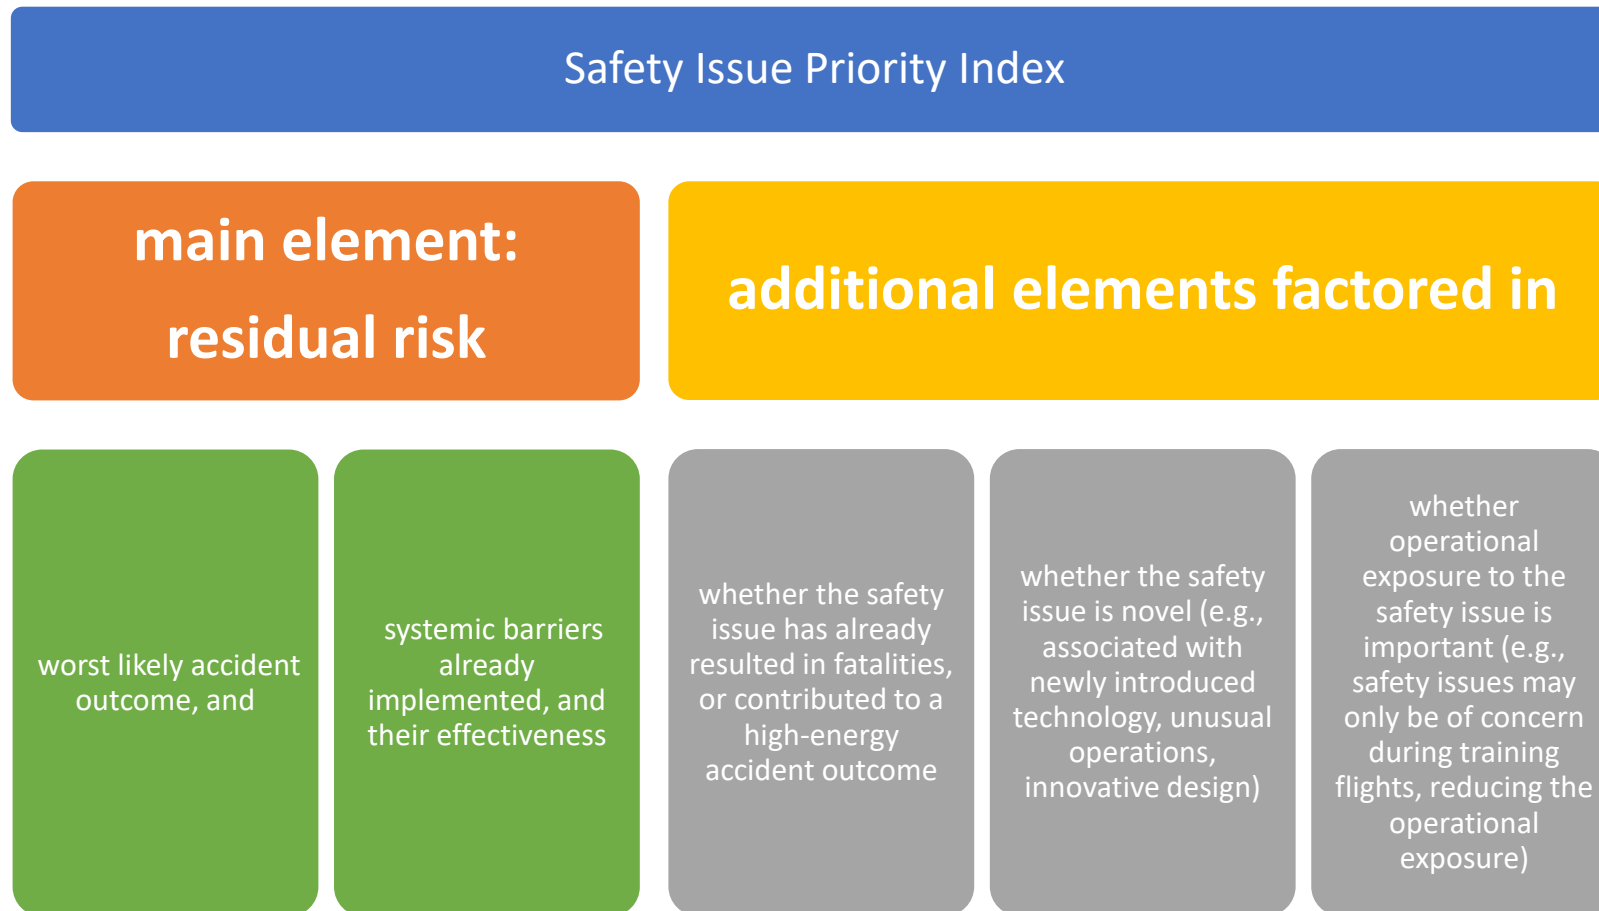 Safety Issue Priority Index
main element:
residual risk
additional elements factored in
worst likely accident
outcome, and
systemic barriers
already
implemented, and
their effectiveness
whether the safety
issue has already
resulted in fatalities,
or contributed to a
high-energy
accident outcome
whether the safety
issue is novel (e.g.,
associated with
newly introduced
technology, unusual
operations,
innovative design)
whether
operational
exposure to the
safety issue is
important (e.g.,
safety issues may
only be of concern
during training
flights, reducing the
operational
exposure)